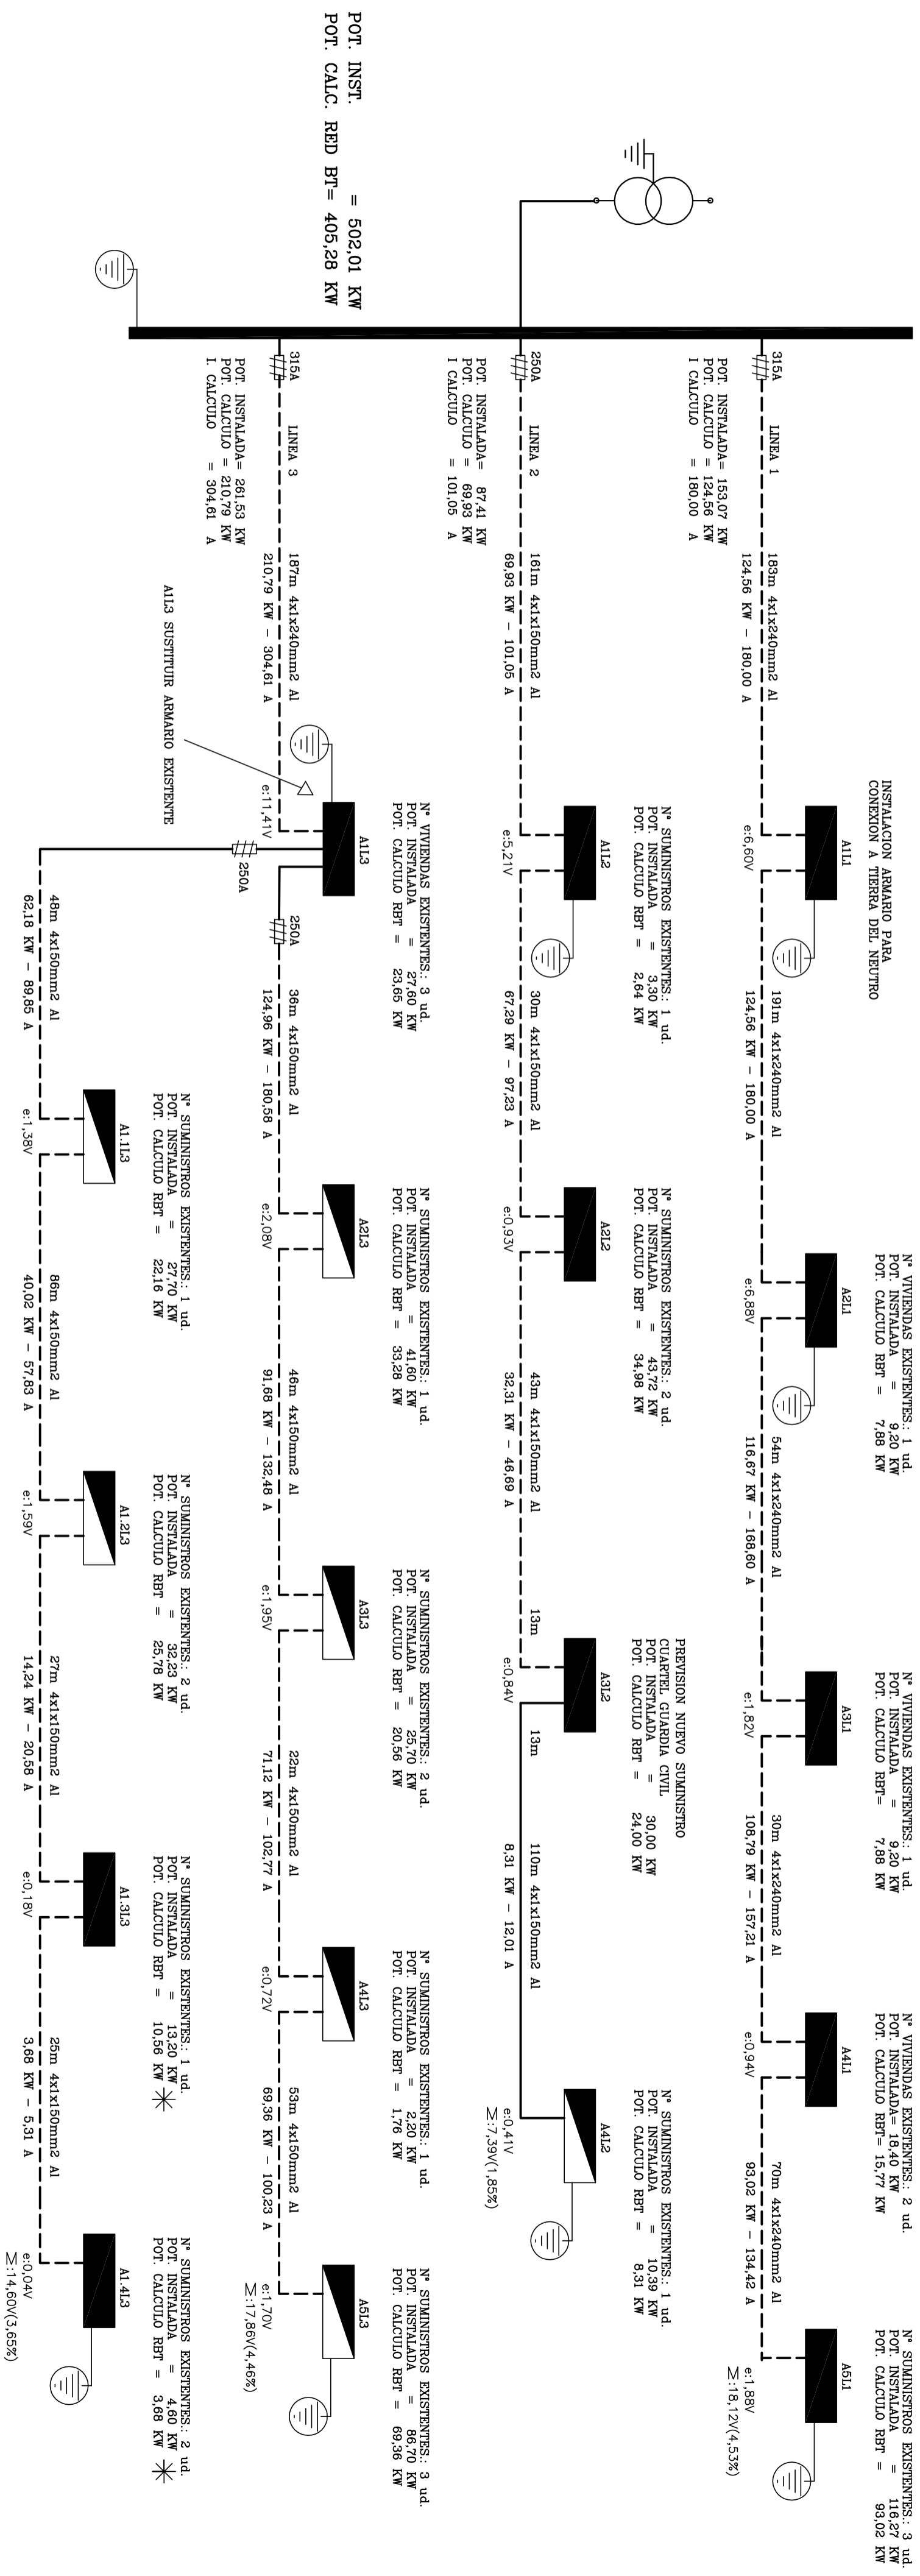 POT. INST. = 502,01 KW
POT. CALC. RED BT= 405,28 KW
INSTALACION ARMARIO PARA
CONEXION A TIERRA DEL NEUTRO
315A
LINEA 1
POT. INSTALADA= 153,07 KW
POT. CALCULO = 124,56 KW
I CALCULO = 180,00 A
183m 4x1x240mm2 Al
124,56 KW - 180,00 A
A1L1
e:6,60V
191m 4x1x240mm2 Al
124,56 KW - 180,00 A
Nº VIVIENDAS EXISTENTES.: 1 ud.
POT. INSTALADA = 9,20 KW
POT. CALCULO RBT = 7,88 KW
A2L1
e:6,88V
54m 4x1x240mm2 Al
116,67 KW - 168,60 A
Nº VIVIENDAS EXISTENTES.: 1 ud.
POT. INSTALADA = 9,20 KW
POT. CALCULO RBT= 7,88 KW
A3L1
e:1,82V
30m 4x1x240mm2 Al
108,79 KW - 157,21 A
Nº VIVIENDAS EXISTENTES.: 2 ud.
POT. INSTALADA= 18,40 KW
POT. CALCULO RBT= 15,77 KW
A4L1
e:0,94V
70m 4x1x240mm2 Al
93,02 KW - 134,42 A
Nº SUMINISTROS EXISTENTES.: 3 ud.
POT. INSTALADA = 116,27 KW
POT. CALCULO RBT = 93,02 KW
A5L1
e:1,88V
Σ:18,12V(4,53%)
250A
LINEA 2
POT. INSTALADA= 87,41 KW
POT. CALCULO = 69,93 KW
I CALCULO = 101,05 A
161m 4x1x150mm2 Al
69,93 KW - 101,05 A
Nº SUMINISTROS EXISTENTES.: 1 ud.
POT. INSTALADA = 3,30 KW
POT. CALCULO RBT = 2,64 KW
A1L2
e:5,21V
30m 4x1x150mm2 Al
67,29 KW - 97,23 A
Nº SUMINISTROS EXISTENTES.: 2 ud.
POT. INSTALADA = 43,72 KW
POT. CALCULO RBT = 34,98 KW
A2L2
e:0,93V
43m 4x1x150mm2 Al
32,31 KW - 46,69 A
13m
PREVISION NUEVO SUMINISTRO
CUARTEL GUARDIA CIVIL
POT. INSTALADA = 30,00 KW
POT. CALCULO RBT = 24,00 KW
A3L2
e:0,84V
13m
110m 4x1x150mm2 Al
8,31 KW - 12,01 A
Nº SUMINISTROS EXISTENTES.: 1 ud.
POT. INSTALADA = 10,39 KW
POT. CALCULO RBT = 8,31 KW
A4L2
e:0,41V
Σ:7,39V(1,85%)
315A
LINEA 3
POT. INSTALADA= 261,53 KW
POT. CALCULO = 210,79 KW
I. CALCULO = 304,61 A
187m 4x1x240mm2 Al
210,79 KW - 304,61 A
A1L3 SUSTITUIR ARMARIO EXISTENTE
Nº VIVIENDAS EXISTENTES.: 3 ud.
POT. INSTALADA = 27,60 KW
POT. CALCULO RBT = 23,65 KW
A1L3
e:11,41V
250A
250A
36m 4x150mm2 Al
124,96 KW - 180,58 A
Nº SUMINISTROS EXISTENTES.: 1 ud.
POT. INSTALADA = 41,60 KW
POT. CALCULO RBT = 33,28 KW
A2L3
e:2,08V
46m 4x150mm2 Al
91,68 KW - 132,48 A
Nº SUMINISTROS EXISTENTES.: 2 ud.
POT. INSTALADA = 25,70 KW
POT. CALCULO RBT = 20,56 KW
A3L3
e:1,95V
22m 4x150mm2 Al
71,12 KW - 102,77 A
Nº SUMINISTROS EXISTENTES.: 1 ud.
POT. INSTALADA = 2,20 KW
POT. CALCULO RBT = 1,76 KW
A4L3
e:0,72V
53m 4x150mm2 Al
69,36 KW - 100,23 A
Nº SUMINISTROS EXISTENTES.: 3 ud.
POT. INSTALADA = 86,70 KW
POT. CALCULO RBT = 69,36 KW
A5L3
e:1,70V
Σ:17,86V(4,46%)
48m 4x150mm2 Al
62,18 KW - 89,85 A
Nº SUMINISTROS EXISTENTES.: 1 ud.
POT. INSTALADA = 27,70 KW
POT. CALCULO RBT = 22,16 KW
A1.1L3
e:1,38V
86m 4x150mm2 Al
40,02 KW - 57,83 A
Nº SUMINISTROS EXISTENTES.: 2 ud.
POT. INSTALADA = 32,23 KW
POT. CALCULO RBT = 25,78 KW
A1.2L3
e:1,59V
27m 4x1x150mm2 Al
14,24 KW - 20,58 A
Nº SUMINISTROS EXISTENTES.: 1 ud.
POT. INSTALADA = 13,20 KW
POT. CALCULO RBT = 10,56 KW
A1.3L3
e:0,18V
25m 4x1x150mm2 Al
3,68 KW - 5,31 A
Nº SUMINISTROS EXISTENTES.: 2 ud.
POT. INSTALADA = 4,60 KW
POT. CALCULO RBT = 3,68 KW
A1.4L3
e:0,04V
Σ:14,60V(3,65%)